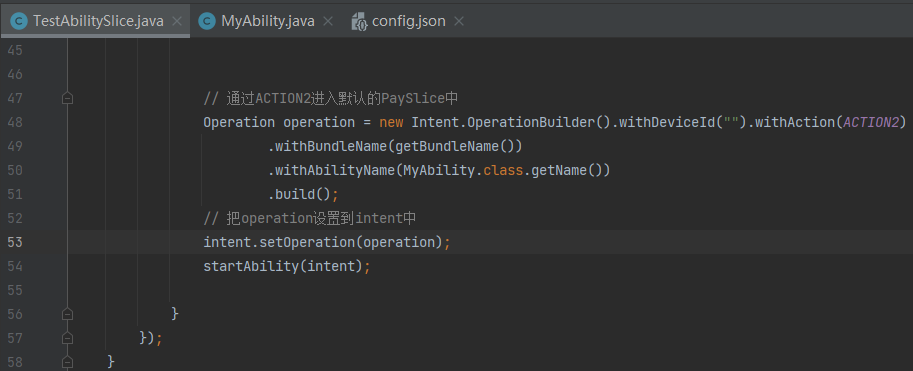 TestAbilitySlice.java MyAbility.java config.json
45
46
47 // 通过ACTION2进入默认的PaySlice中
48 Operation operation = new Intent.OperationBuilder().withDeviceId("").withAction(ACTION2)
49 .withBundleName(getBundleName())
50 .withAbilityName(MyAbility.class.getName())
51 .build();
52 // 把operation设置到intent中
53 intent.setOperation(operation);
54 startAbility(intent);
55
56 }
57 });
58 }